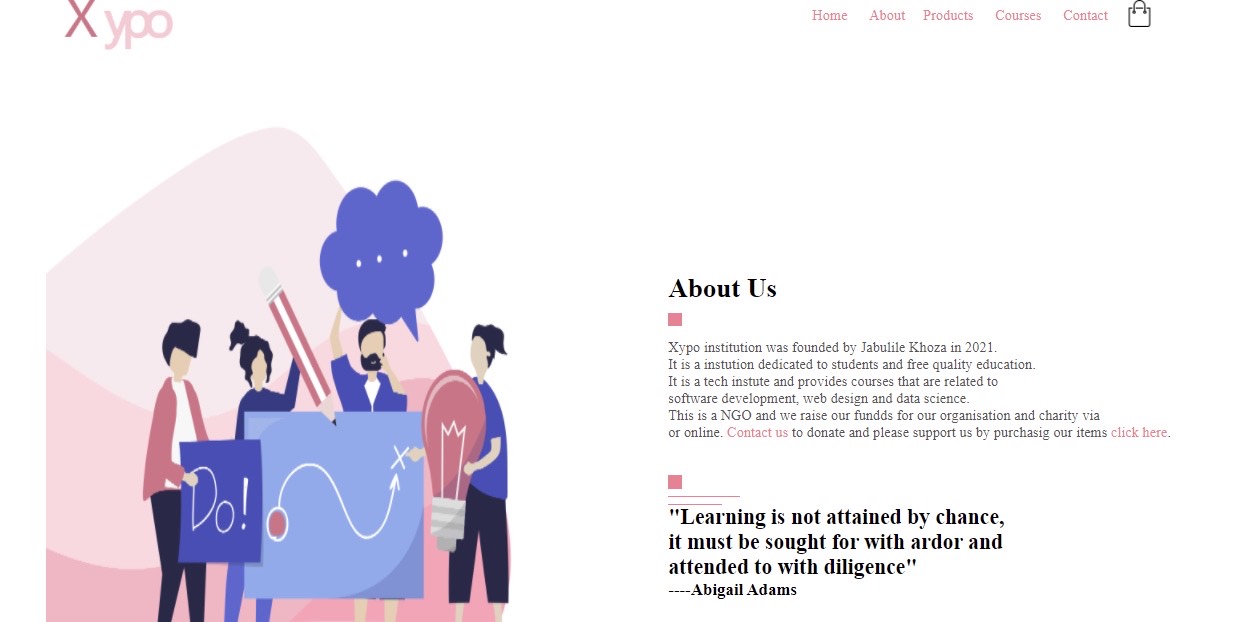 Xypo
Home About Products Courses Contact
Do!
X
About Us
Xypo institution was founded by Jabulile Khoza in 2021.
It is a instution dedicated to students and free quality education.
It is a tech instute and provides courses that are related to
software development, web design and data science.
This is a NGO and we raise our fundds for our organisation and charity via
or online. Contact us to donate and please support us by purchasig our items click here.
"Learning is not attained by chance,
it must be sought for with ardor and
attended to with diligence"
----Abigail Adams